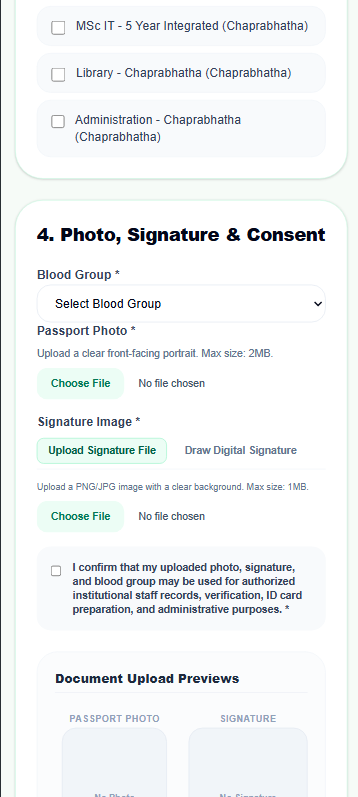 MSc IT - 5 Year Integrated (Chaprabhatha)
Library - Chaprabhatha (Chaprabhatha)
Administration - Chaprabhatha
(Chaprabhatha)
4. Photo, Signature & Consent
Blood Group *
Select Blood Group
Passport Photo *
Upload a clear front-facing portrait. Max size: 2MB.
Choose File No file chosen
Signature Image *
Upload Signature File Draw Digital Signature
Upload a PNG/JPG image with a clear background. Max size: 1MB.
Choose File No file chosen
I confirm that my uploaded photo, signature,
and blood group may be used for authorized
institutional staff records, verification, ID card
preparation, and administrative purposes. *
Document Upload Previews
PASSPORT PHOTO SIGNATURE
No Photo No Signature